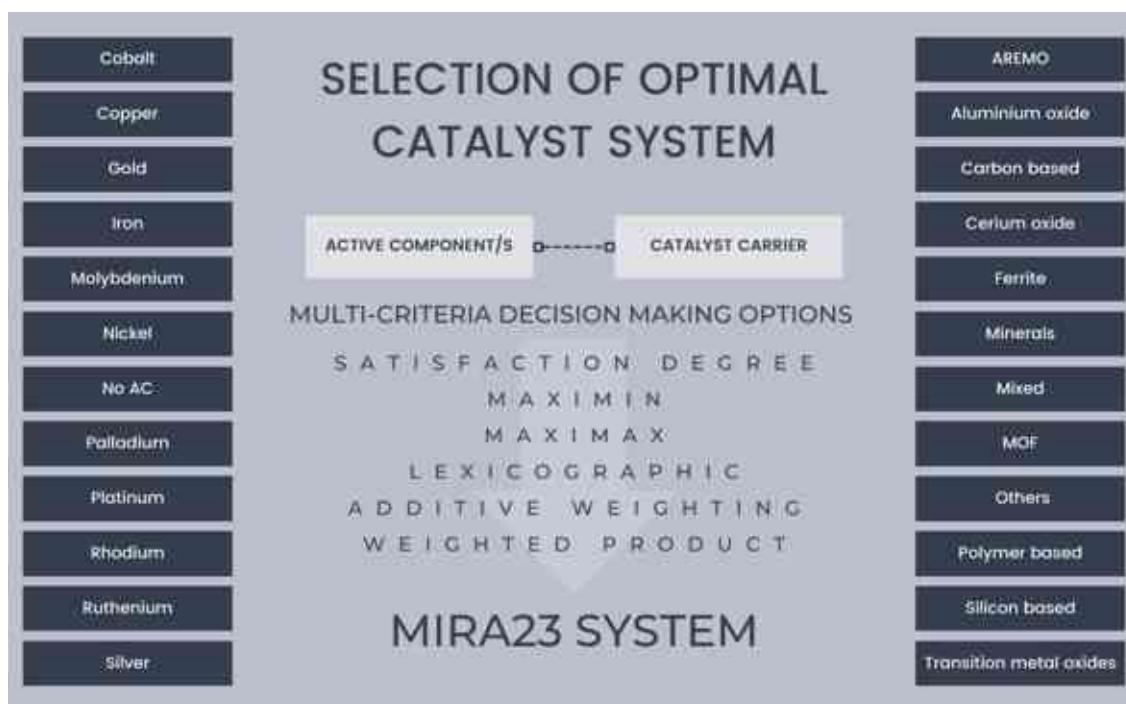 Cobalt
Copper
Gold
Iron
Molybdenium
Nickel
No AC
Palladium
Platinum
Rhodium
Ruthenium
Silver
SELECTION OF OPTIMAL
CATALYST SYSTEM
ACTIVE COMPONENT/S
CATALYST CARRIER
MULTI-CRITERIA DECISION MAKING OPTIONS
SATISFACTION DEGREE
MAXIMIN
MAXIMAX
LEXICOGRAPHIC
ADDITIVE WEIGHTING
WEIGHTED PRODUCT
MIRA23 SYSTEM
AREMO
Aluminium oxide
Carbon based
Cerium oxide
Ferrite
Minerals
Mixed
MOF
Others
Polymer based
Silicon based
Transition metal oxides